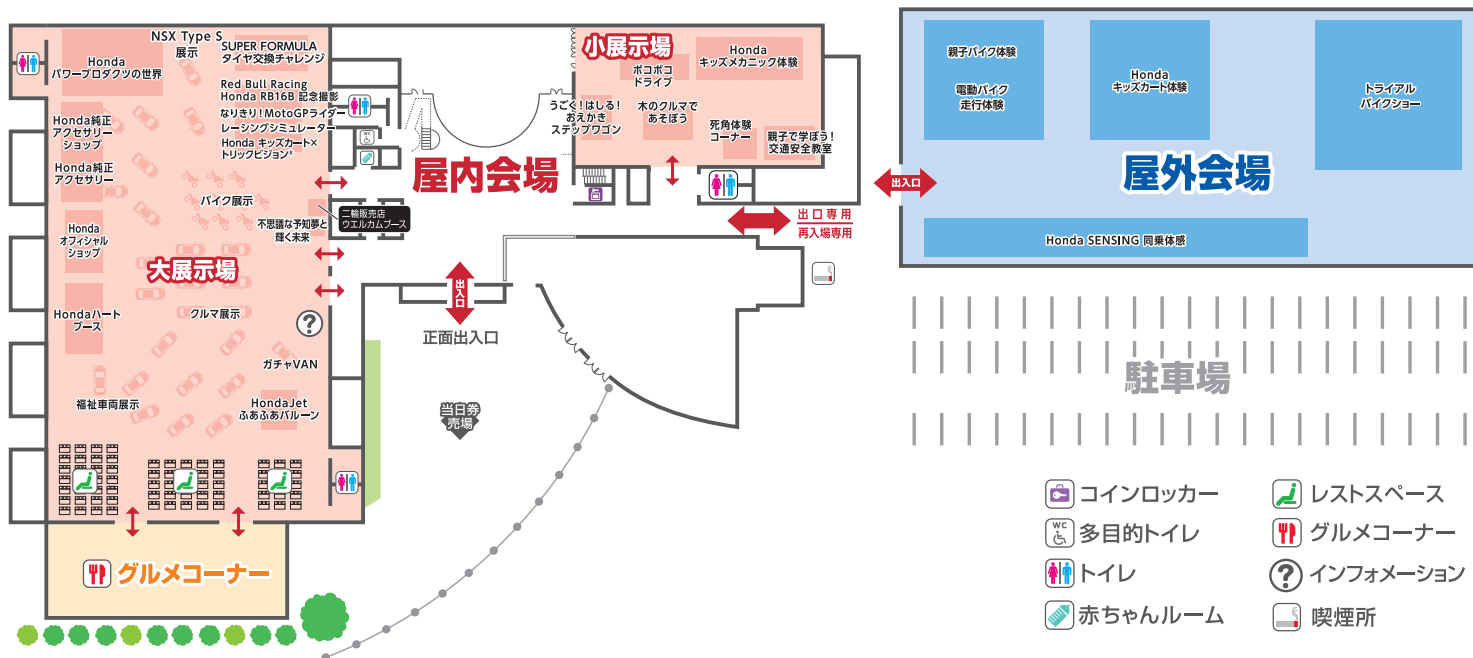 NSX Type S
展示
Honda
パワープロダクツの世界
SUPER FORMULA
タイヤ交換チャレンジ
Red Bull Racing
Honda RB16B 記念撮影
なりきり！MotoGPライダー
レーシングシミュレーター
Honda キッズカート×
トリックビジョン※
Honda純正
アクセサリー
ショップ
Honda純正
アクセサリー
バイク展示
不思議な予知夢と
輝く未来
二輪販売店
ウエルカムブース
Honda
オフィシャル
ショップ
大展示場
Hondaハート
ブース
クルマ展示
ガチャVAN
福祉車両展示
HondaJet
ふあふあバルーン
グルメコーナー
WC
屋内会場
小展示場
ポコポコ
ドライブ
Honda
キッズメカニック体験
うごく！はしる！
おえかき
ステップワゴン
木のクルマで
あそぼう
死角体験
コーナー
親子で学ぼう！
交通安全教室
出口専用
再入場専用
出入口
正面出入口
当日券
売場
出入口
親子バイク体験
電動バイク
走行体験
Honda
キッズカート体験
トライアル
バイクショー
屋外会場
Honda SENSING 同乗体感
駐車場
コインロッカー
WC
多目的トイレ
トイレ
赤ちゃんルーム
レストスペース
グルメコーナー
?
インフォメーション
喫煙所